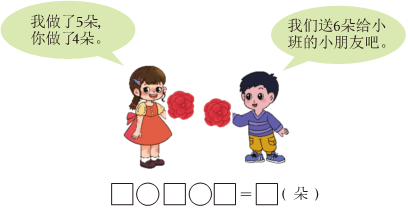 我做了5朵,
你做了4朵。
我们送6朵给小
班的小朋友吧。
□○□○□=□(朵)